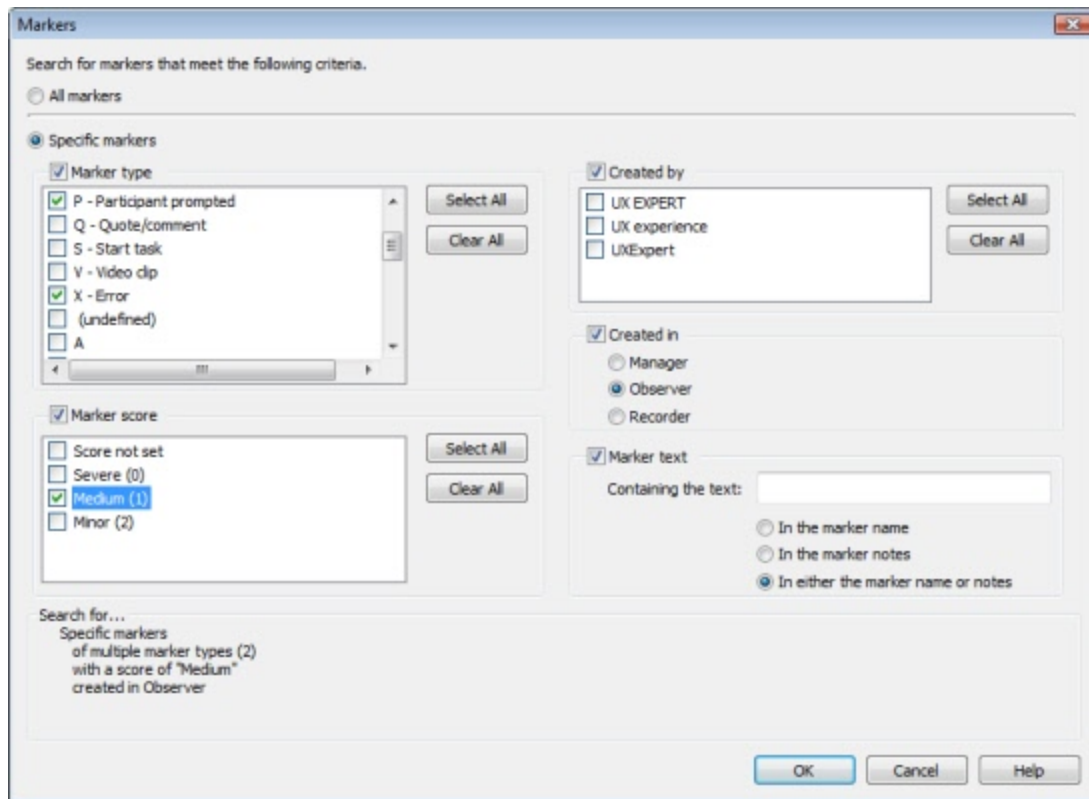 Markers
Search for markers that meet the following criteria.
All markers
Specific markers
Marker type
P - Participant prompted
Q - Quote/comment
S - Start task
V - Video clip
X - Error
(undefined)
A
Select All
Clear All
Marker score
Score not set
Severe (0)
Medium (1)
Minor (2)
Select All
Clear All
Created by
UX EXPERT
UX experience
UXExpert
Select All
Clear All
Created in
Manager
Observer
Recorder
Marker text
Containing the text:
In the marker name
In the marker notes
In either the marker name or notes
Search for...
Specific markers
of multiple marker types (2)
with a score of "Medium"
created in Observer
OK
Cancel
Help